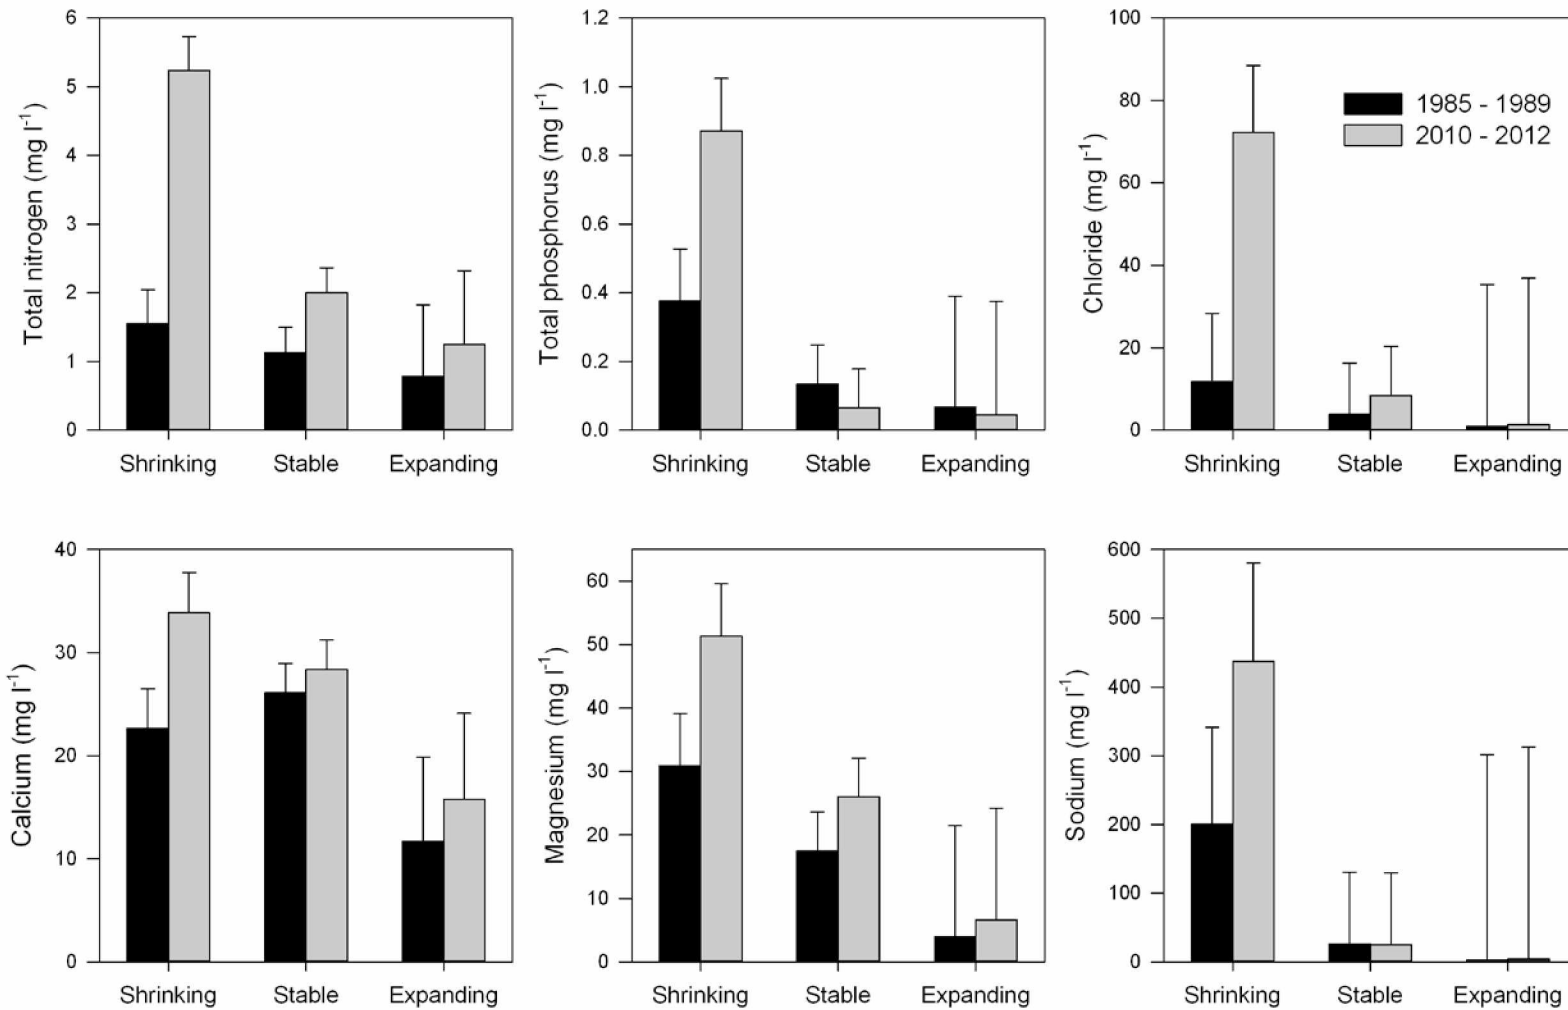 Total nitrogen (mg l⁻¹)
6
5
4
3
2
1
0
Shrinking Stable Expanding
Total phosphorus (mg l⁻¹)
1.2
1.0
0.8
0.6
0.4
0.2
0.0
Shrinking Stable Expanding
Chloride (mg l⁻¹)
100
80
60
40
20
0
1985 - 1989
2010 - 2012
Shrinking Stable Expanding
Calcium (mg l⁻¹)
40
30
20
10
0
Shrinking Stable Expanding
Magnesium (mg l⁻¹)
60
50
40
30
20
10
0
Shrinking Stable Expanding
Sodium (mg l⁻¹)
600
500
400
300
200
100
0
Shrinking Stable Expanding